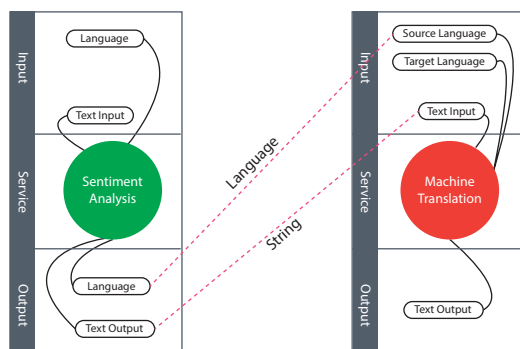 Input
Language
Text Input
Service
Sentiment
Analysis
Output
Language
Text Output
Language
String
Input
Source Language
Target Language
Text Input
Service
Machine
Translation
Output
Text Output